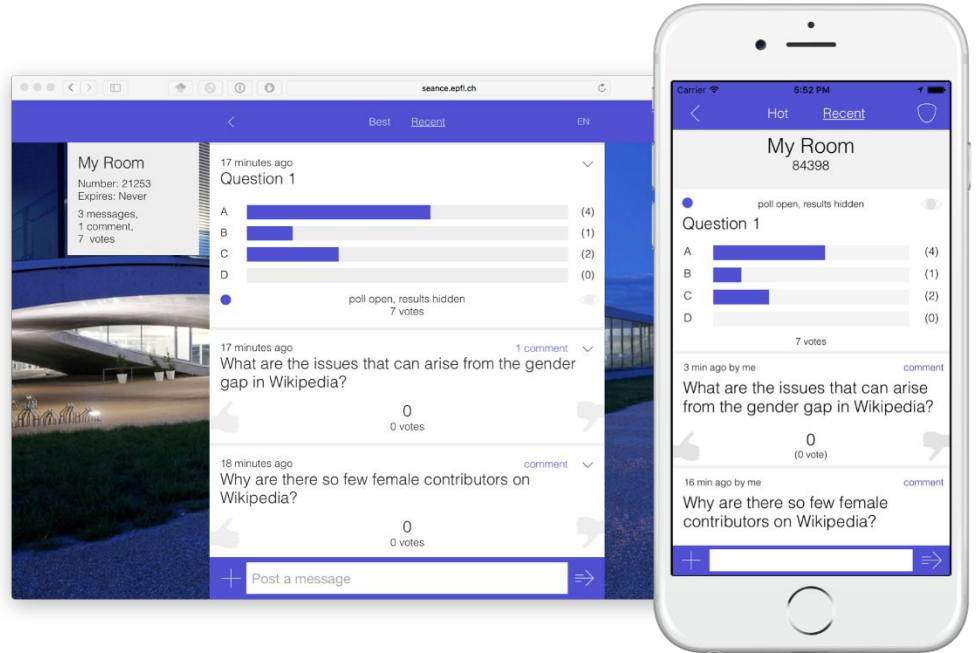 seance.epfl.ch
Best Recent EN
My Room
Number: 21253
Expires: Never
3 messages,
1 comment,
7 votes
17 minutes ago
Question 1
A (4)
B (1)
C (2)
D (0)
poll open, results hidden
7 votes
17 minutes ago 1 comment
What are the issues that can arise from the gender
gap in Wikipedia?
0
0 votes
18 minutes ago comment
Why are there so few female contributors on
Wikipedia?
0
0 votes
Post a message
Carrier 5:52 PM
Hot Recent
My Room
84398
poll open, results hidden
Question 1
A (4)
B (1)
C (2)
D (0)
7 votes
3 min ago by me comment
What are the issues that can arise
from the gender gap in Wikipedia?
0
(0 vote)
16 min ago by me comment
Why are there so few female
contributors on Wikipedia?